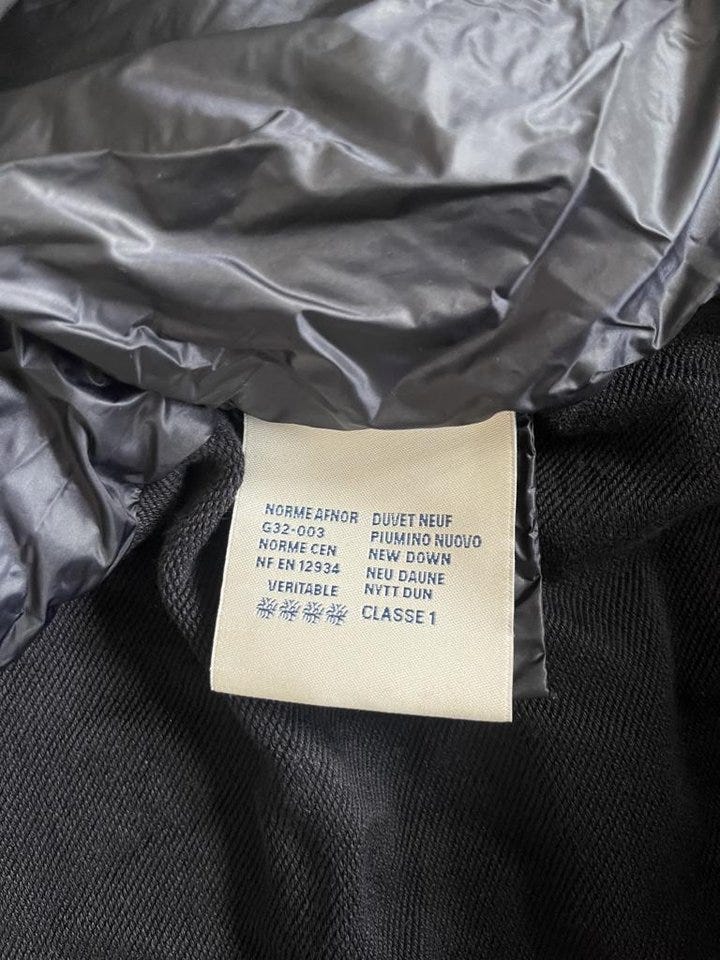 NORME AFNOR
G32-003
NORME CEN
NF EN 12934
VERITABLE
DUVET NEUF
PIUMINO NUOVO
NEW DOWN
NEU DAUNE
NYTT DUN
CLASSE 1